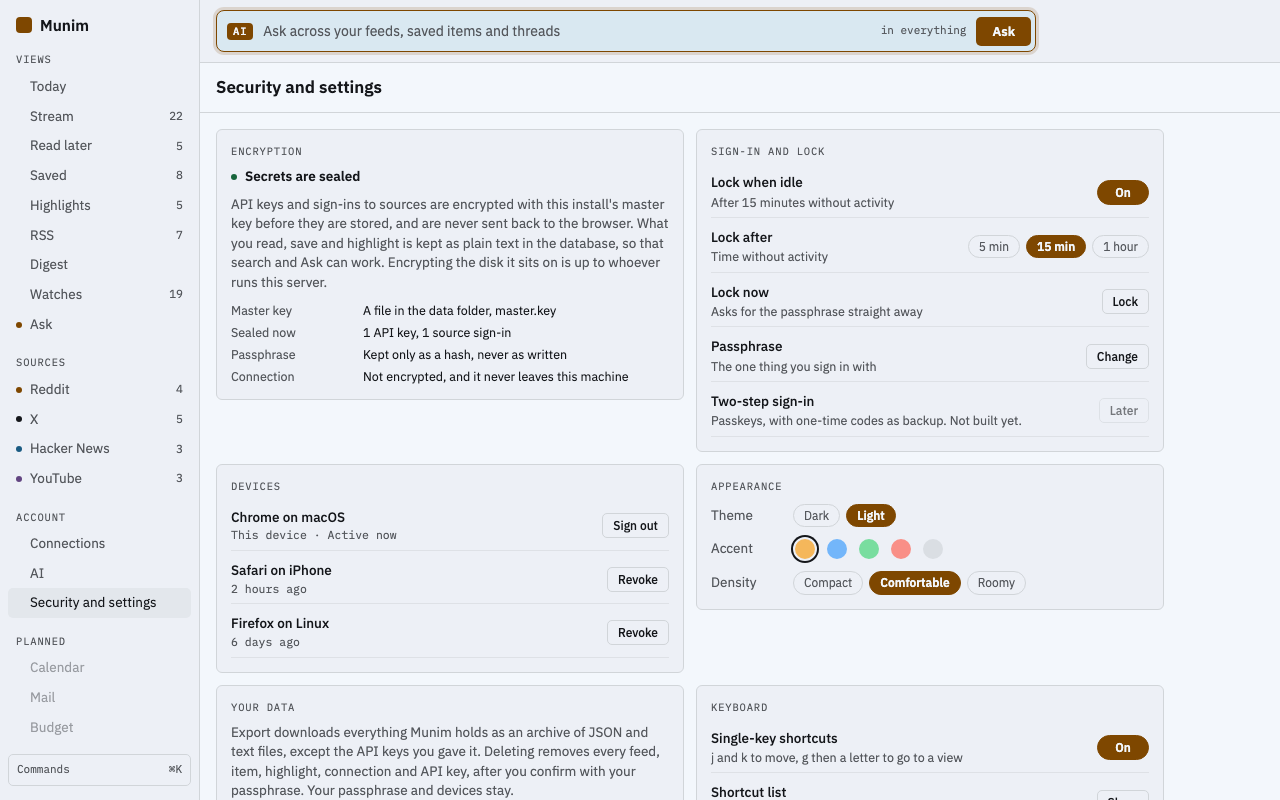 Munim
VIEWS
Today
Stream 22
Read later 5
Saved 8
Highlights 5
RSS 7
Digest
Watches 19
Ask
SOURCES
Reddit 4
X 5
Hacker News 3
YouTube 3
ACCOUNT
Connections
AI
Security and settings
PLANNED
Calendar
Mail
Budget
Commands ⌘K
AI Ask across your feeds, saved items and threads in everything Ask
Security and settings
ENCRYPTION
Secrets are sealed
API keys and sign-ins to sources are encrypted with this install's master
key before they are stored, and are never sent back to the browser. What
you read, save and highlight is kept as plain text in the database, so that
search and Ask can work. Encrypting the disk it sits on is up to whoever
runs this server.
Master key A file in the data folder, master.key
Sealed now 1 API key, 1 source sign-in
Passphrase Kept only as a hash, never as written
Connection Not encrypted, and it never leaves this machine
SIGN-IN AND LOCK
Lock when idle On
After 15 minutes without activity
Lock after 5 min 15 min 1 hour
Time without activity
Lock now Lock
Asks for the passphrase straight away
Passphrase Change
The one thing you sign in with
Two-step sign-in Later
Passkeys, with one-time codes as backup. Not built yet.
DEVICES
Chrome on macOS Sign out
This device · Active now
Safari on iPhone Revoke
2 hours ago
Firefox on Linux Revoke
6 days ago
APPEARANCE
Theme Dark Light
Accent
Density Compact Comfortable Roomy
YOUR DATA
Export downloads everything Munim holds as an archive of JSON and
text files, except the API keys you gave it. Deleting removes every feed,
item, highlight, connection and API key, after you confirm with your
passphrase. Your passphrase and devices stay.
KEYBOARD
Single-key shortcuts On
j and k to move, g then a letter to go to a view
Shortcut list